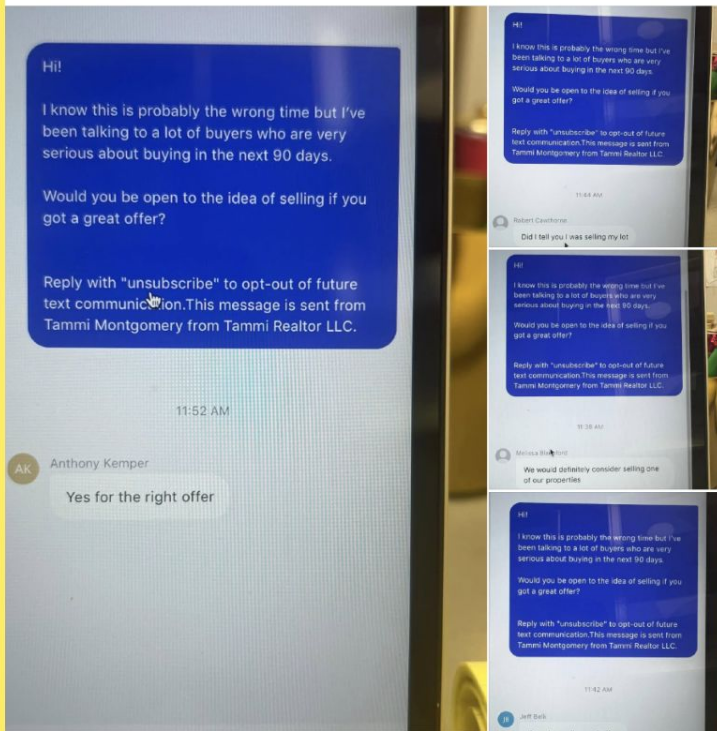 Hi!
I know this is probably the wrong time but I've
been talking to a lot of buyers who are very
serious about buying in the next 90 days.
Would you be open to the idea of selling if you
got a great offer?
Reply with "unsubscribe" to opt-out of future
text communication.This message is sent from
Tammi Montgomery from Tammi Realtor LLC.
11:52 AM
AK
Anthony Kemper
Yes for the right offer
Hi!
I know this is probably the wrong time but I've
been talking to a lot of buyers who are very
serious about buying in the next 90 days.
Would you be open to the idea of selling if you
got a great offer?
Reply with "unsubscribe" to opt-out of future
text communication.This message is sent from
Tammi Montgomery from Tammi Realtor LLC.
11:44 AM
Robert Cawthorne
Did I tell you I was selling my lot
Hi!
I know this is probably the wrong time but I've
been talking to a lot of buyers who are very
serious about buying in the next 90 days.
Would you be open to the idea of selling if you
got a great offer?
Reply with "unsubscribe" to opt-out of future
text communication.This message is sent from
Tammi Montgomery from Tammi Realtor LLC.
11:38 AM
Melissa
We would definitely consider selling one
of our properties
Hi!
I know this is probably the wrong time but I've
been talking to a lot of buyers who are very
serious about buying in the next 90 days.
Would you be open to the idea of selling if you
got a great offer?
Reply with "unsubscribe" to opt-out of future
text communication.This message is sent from
Tammi Montgomery from Tammi Realtor LLC.
11:42 AM
Jeff Belk